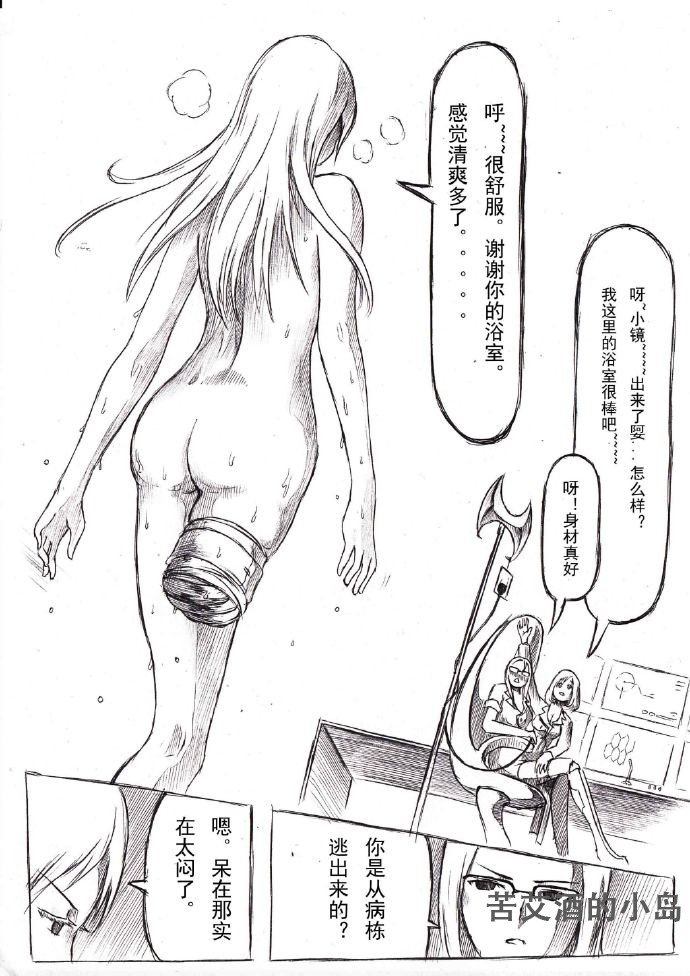 呼~~~很舒服。谢谢你的浴室。
感觉清爽多了。.....
呀~小镜~~~~出来了耍...怎么样？
我这里的浴室很棒吧~~~~
呀！身材真好
你是从病栋
逃出来的？
嗯。呆在那实
在太闷了。
苦艾酒的小岛